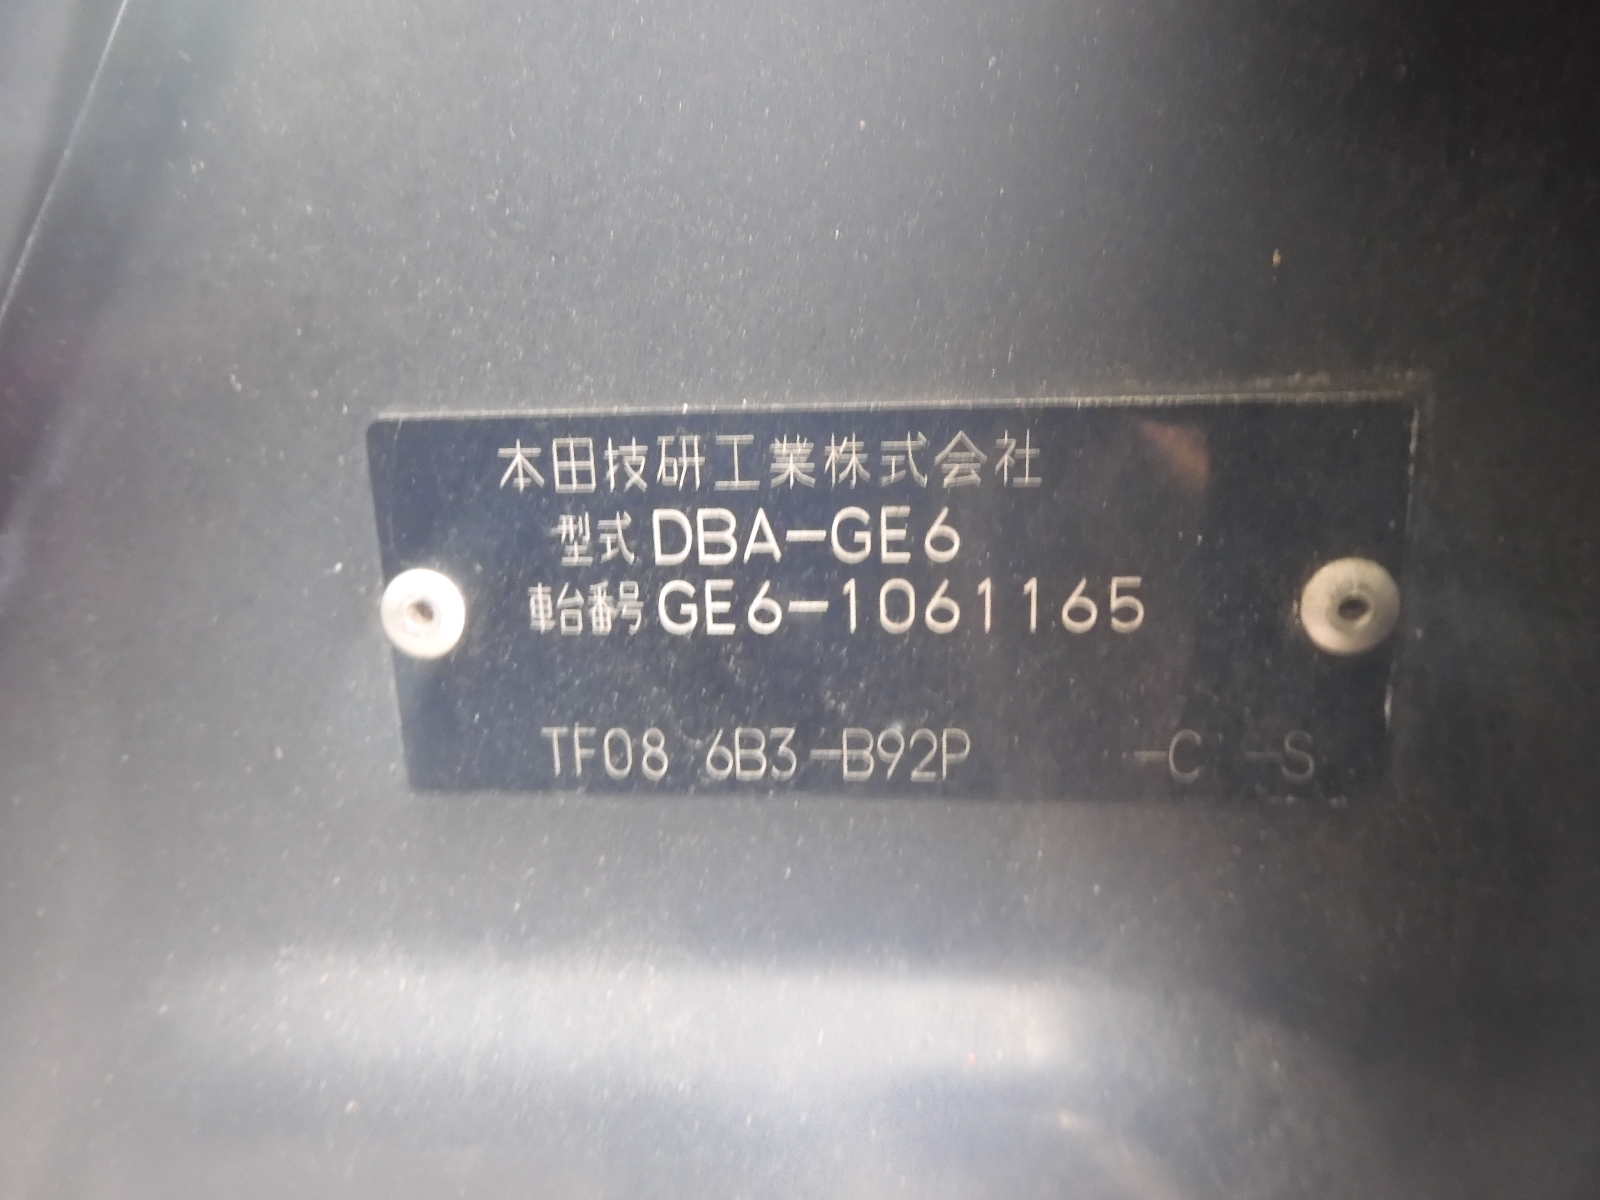 本田技研工業株式会社
型式 DBA-GE6
車台番号 GE6-1061165
TF08 6B3-B92P -C -S